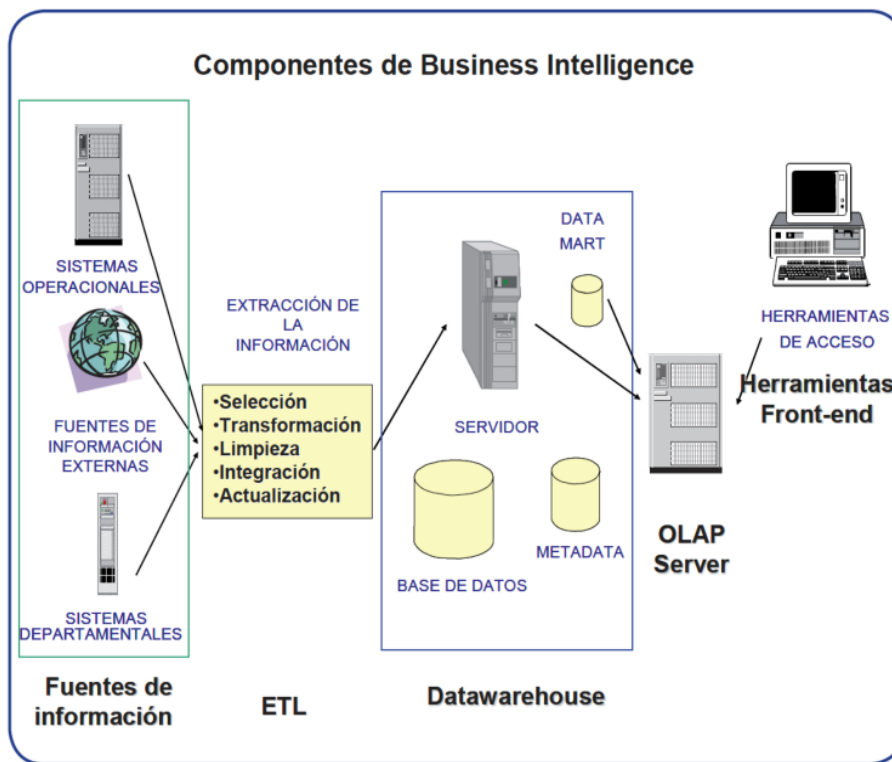 Componentes de Business Intelligence
SISTEMAS
OPERACIONALES
FUENTES DE
INFORMACIÓN
EXTERNAS
SISTEMAS
DEPARTAMENTALES
Fuentes de
información
EXTRACCIÓN DE
LA
INFORMACIÓN
•Selección
•Transformación
•Limpieza
•Integración
•Actualización
ETL
DATA
MART
SERVIDOR
BASE DE DATOS
METADATA
Datawarehouse
OLAP
Server
HERRAMIENTAS
DE ACCESO
Herramientas
Front-end